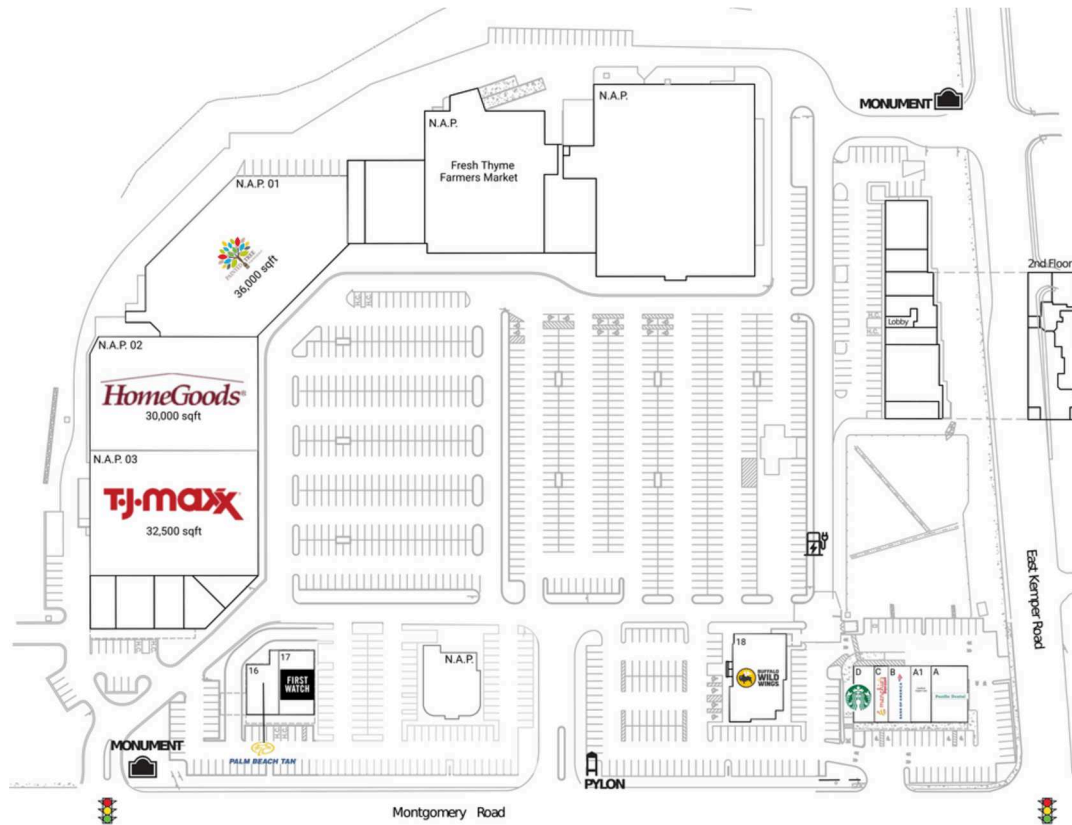 MONUMENT
N.A.P.
N.A.P.
Fresh Thyme
Farmers Market
N.A.P. 01
36,000 sqft
2nd Floor
Lobby
H.C.
H.C.
N.A.P. 02
HomeGoods
30,000 sqft
N.A.P. 03
T·J·maxx
32,500 sqft
East Kemper Road
18
BUFFALO
WILD
WINGS
N.A.P.
17
16
FIRST
WATCH
D
C
B
A1
A
MONUMENT
PALM BEACH TAN
PYLON
Montgomery Road